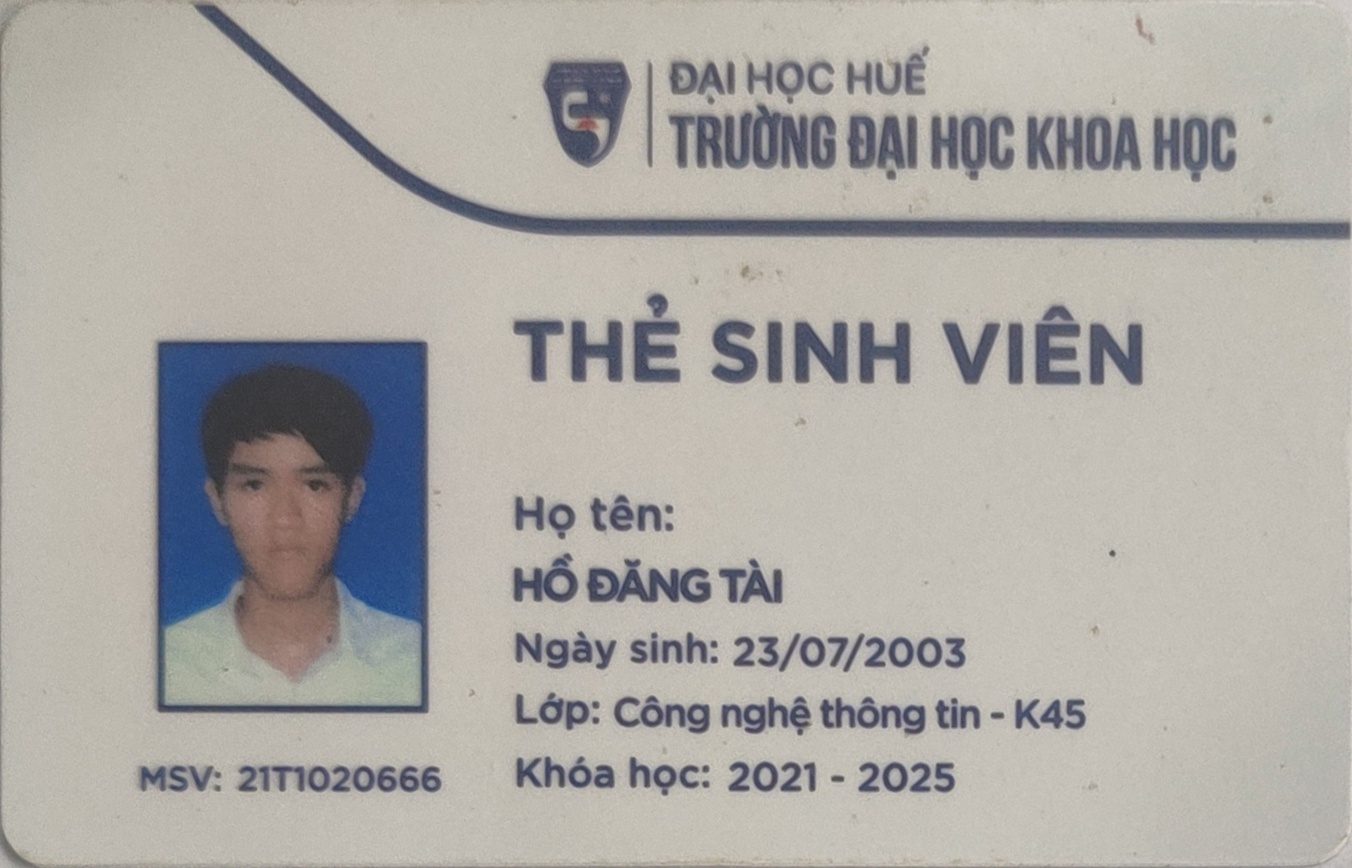 ĐẠI HỌC HUẾ
TRƯỜNG ĐẠI HỌC KHOA HỌC
THẺ SINH VIÊN
Họ tên:
HỒ ĐĂNG TÀI
Ngày sinh: 23/07/2003
Lớp: Công nghệ thông tin - K45
Khóa học: 2021 - 2025
MSV: 21T1020666